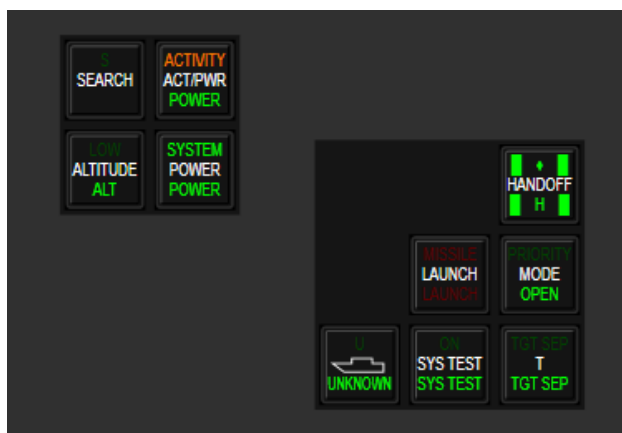 S
SEARCH
ACTIVITY
ACT/PWR
POWER
LOW
ALTITUDE
ALT
SYSTEM
POWER
POWER
HANDOFF
H
MISSILE
LAUNCH
LAUNCH
PRIORITY
MODE
OPEN
U
UNKNOWN
ON
SYS TEST
SYS TEST
TGT SEP
T
TGT SEP